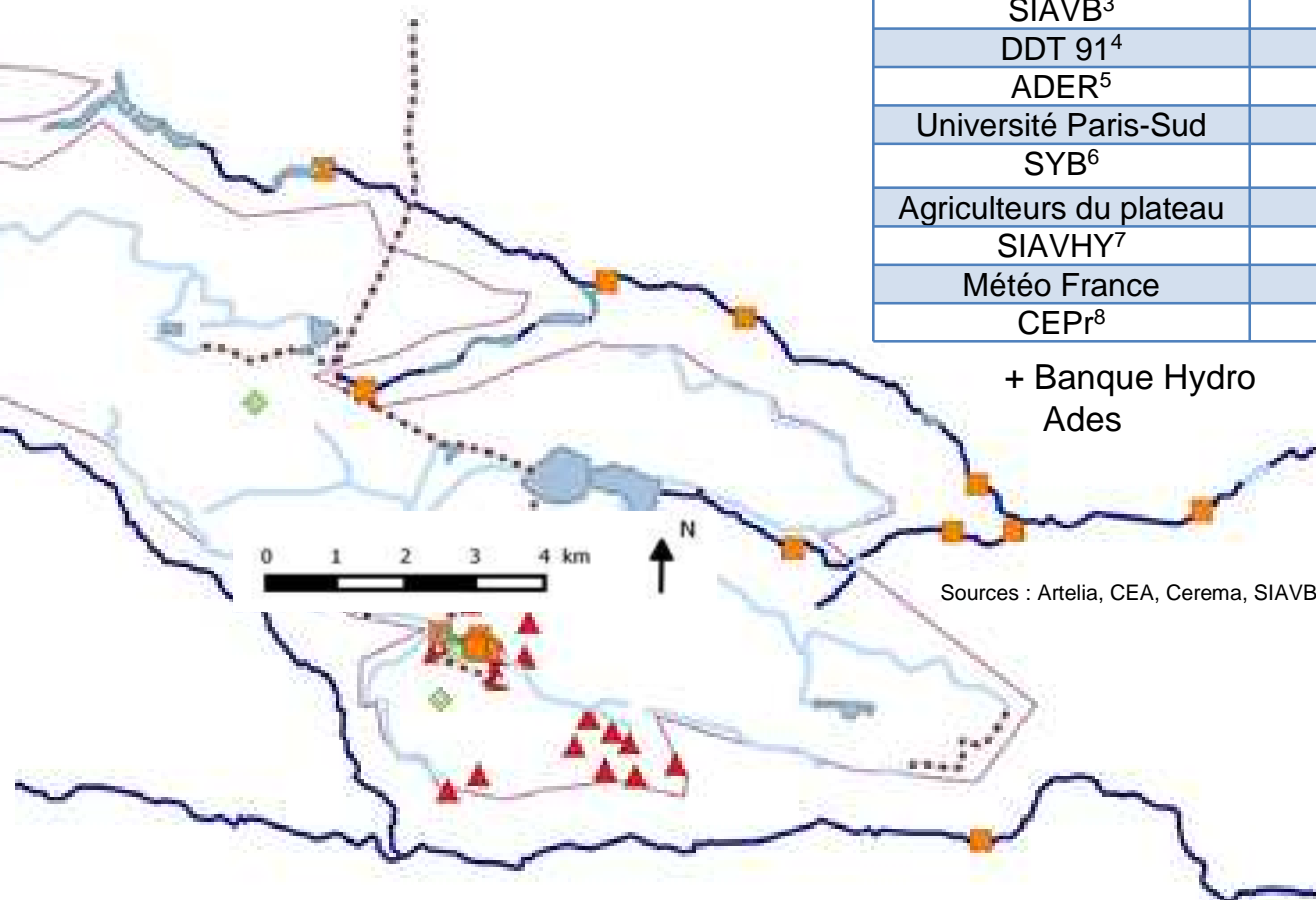 SIAVB³
DDT 91⁴
ADER⁵
Université Paris-Sud
SYB⁶
Agriculteurs du plateau
SIAVHY⁷
Météo France
CEPr⁸
+ Banque Hydro
Ades
N
0 1 2 3 4 km
Sources : Artelia, CEA, Cerema, SIAVB